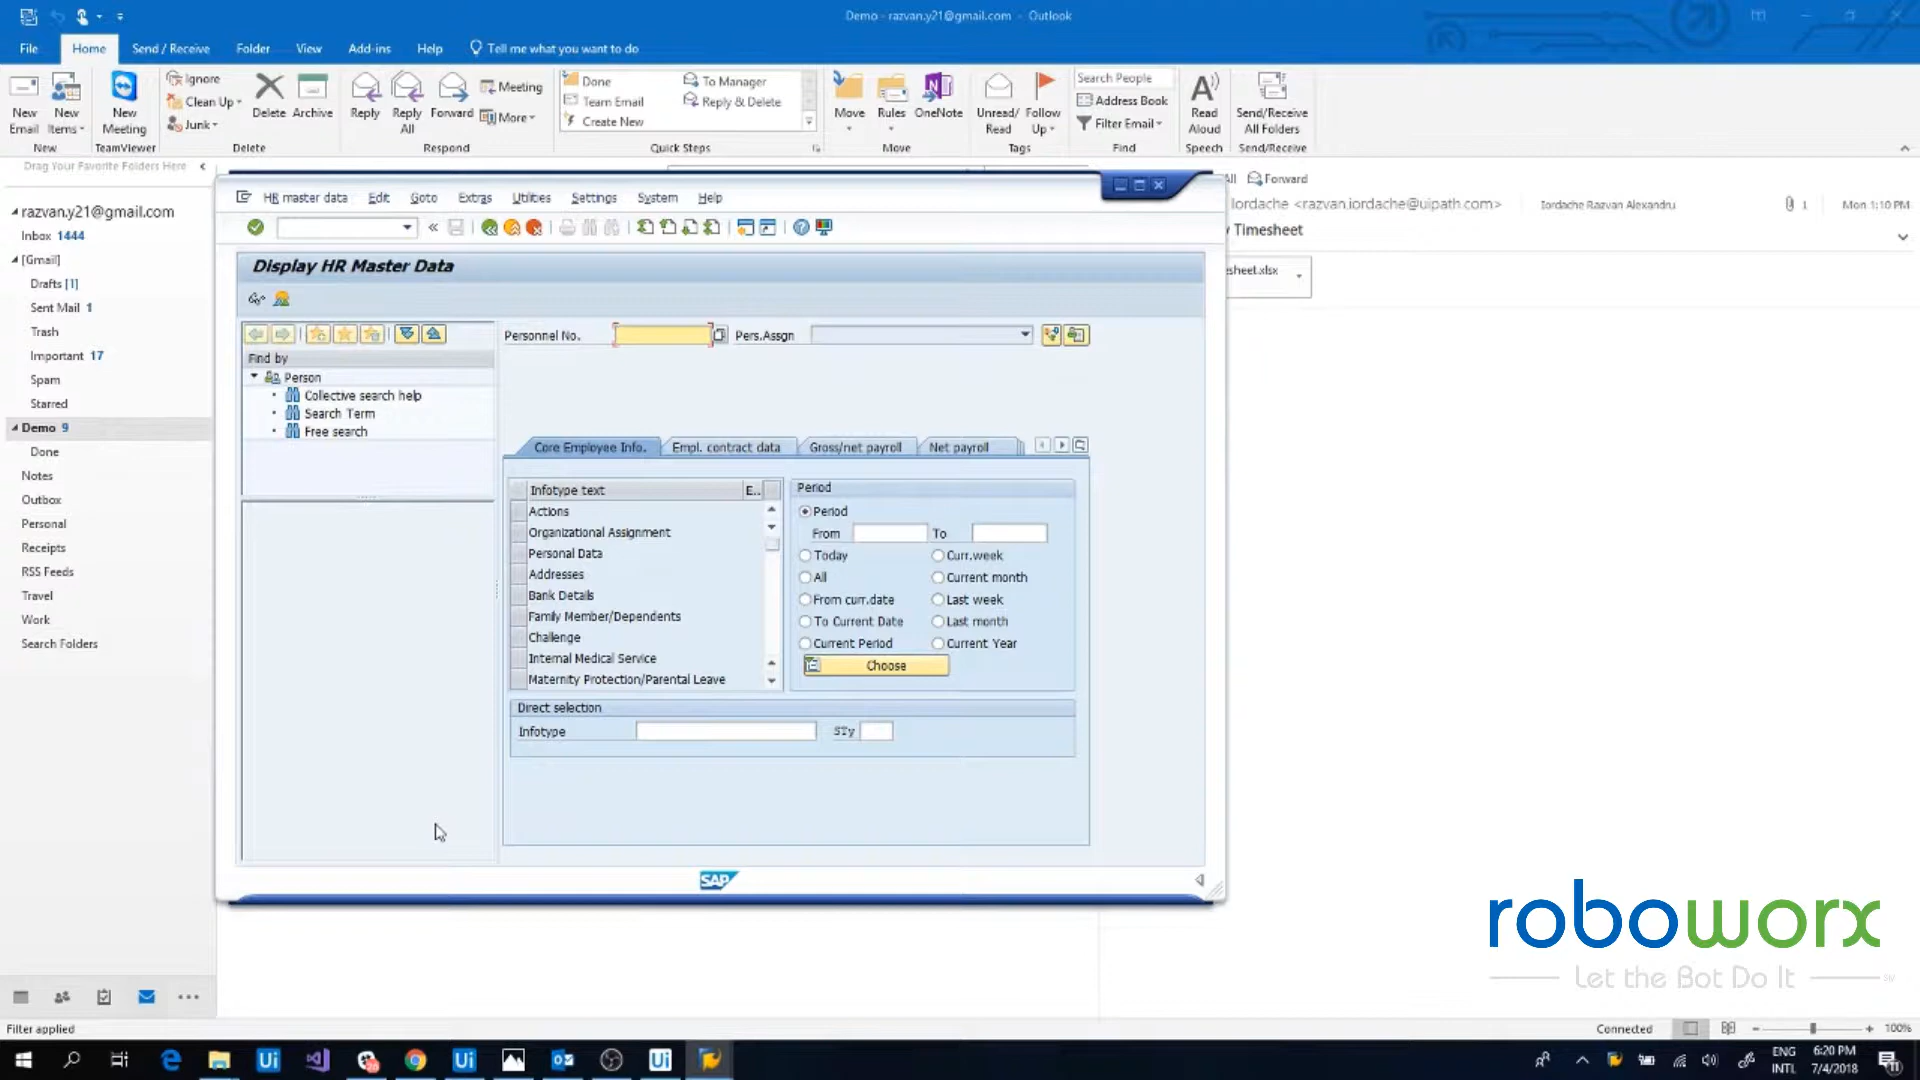 Demo - razvan.y21@gmail.com - Outlook
File Home Send / Receive Folder View Add-ins Help Tell me what you want to do
New Email
New Items
New Meeting
Ignore
Clean Up
Junk
Delete
Archive
Reply
Reply All
Forward
Meeting
More
Done
Team Email
Create New
To Manager
Reply & Delete
Move
Rules
OneNote
Unread/ Read
Follow Up
Search People
Address Book
Filter Email
Read Aloud
Send/Receive All Folders
New TeamViewer Delete Respond Quick Steps Move Tags Find Speech Send/Receive
Drag Your Favorite Folders Here
razvan.y21@gmail.com
Inbox 1444
[Gmail]
Drafts [1]
Sent Mail 1
Trash
Important 17
Spam
Starred
Demo 9
Done
Notes
Outbox
Personal
Receipts
RSS Feeds
Travel
Work
Search Folders
Forward
Iordache <razvan.iordache@uipath.com>
Iordache Razvan Alexandru
1
Mon 1:10 PM
Timesheet
sheet.xlsx
HR master data Edit Goto Extras Utilities Settings System Help
Display HR Master Data
Find by
Person
Collective search help
Search Term
Free search
Personnel No.
Pers.Assgn
Core Employee Info. Empl. contract data Gross/net payroll Net payroll
Infotype text E..
Actions
Organizational Assignment
Personal Data
Addresses
Bank Details
Family Member/Dependents
Challenge
Internal Medical Service
Maternity Protection/Parental Leave
Period
Period
From To
Today Curr.week
All Current month
From curr.date Last week
To Current Date Last month
Current Period Current Year
Choose
Direct selection
Infotype STy
SAP
roboworx
Let the Bot Do It
SM
Filter applied
Connected
100%
ENG
INTL
6:20 PM
7/4/2018